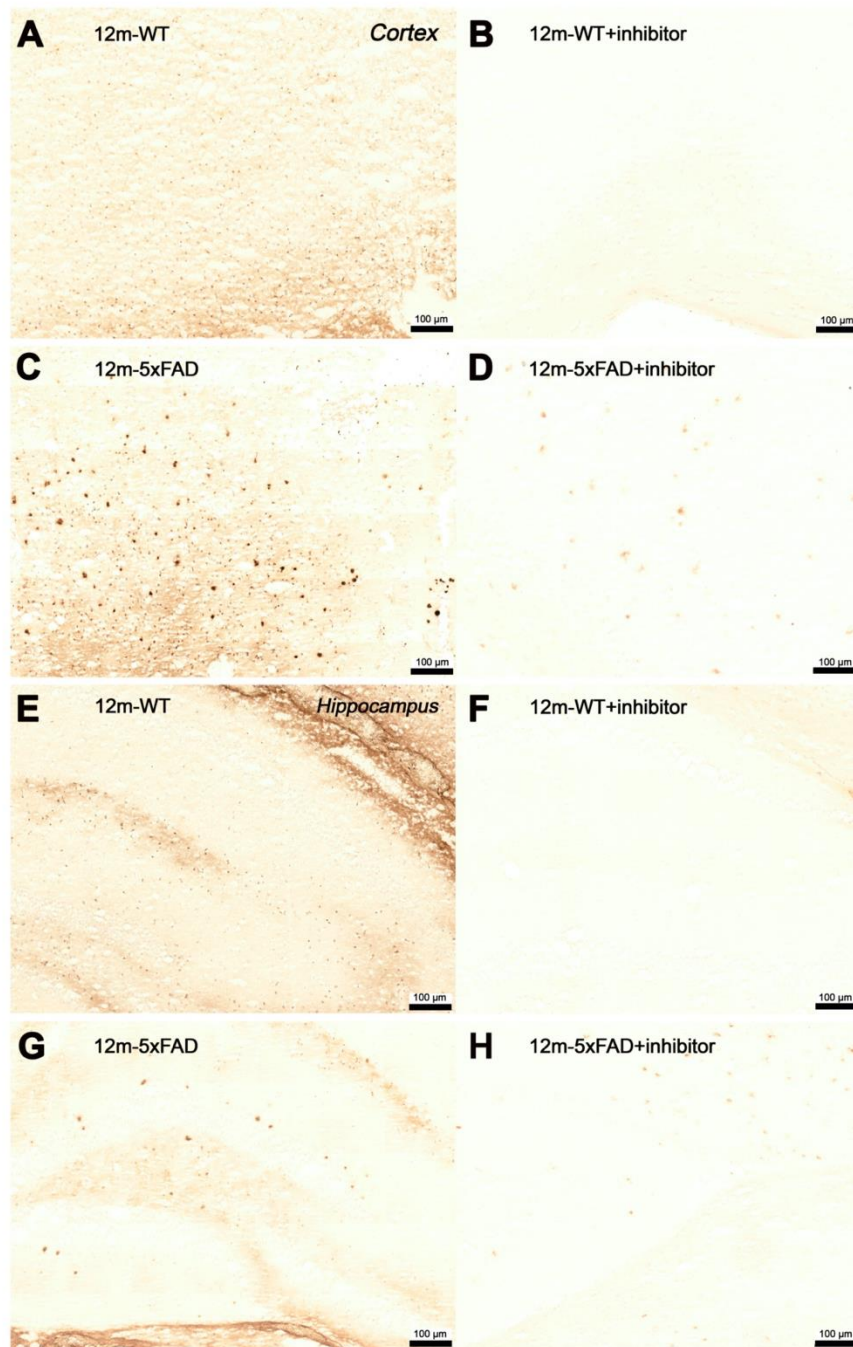 A 12m-WT Cortex
100 µm
B 12m-WT+inhibitor
100 µm
C 12m-5xFAD
100 µm
D 12m-5xFAD+inhibitor
100 µm
E 12m-WT Hippocampus
100 µm
F 12m-WT+inhibitor
100 µm
G 12m-5xFAD
100 µm
H 12m-5xFAD+inhibitor
100 µm